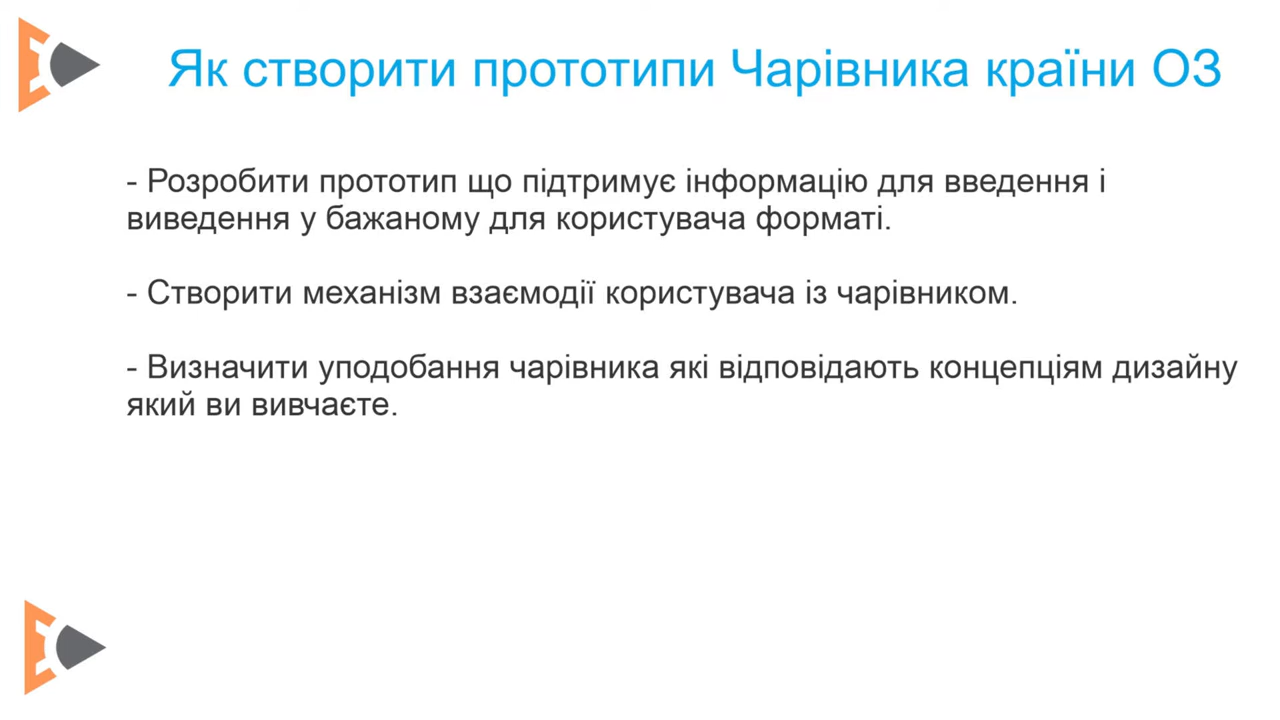 Як створити прототипи Чарівника країни ОЗ
- Розробити прототип що підтримує інформацію для введення і
виведення у бажаному для користувача форматі.
- Створити механізм взаємодії користувача із чарівником.
- Визначити уподобання чарівника які відповідають концепціям дизайну
який ви вивчаєте.